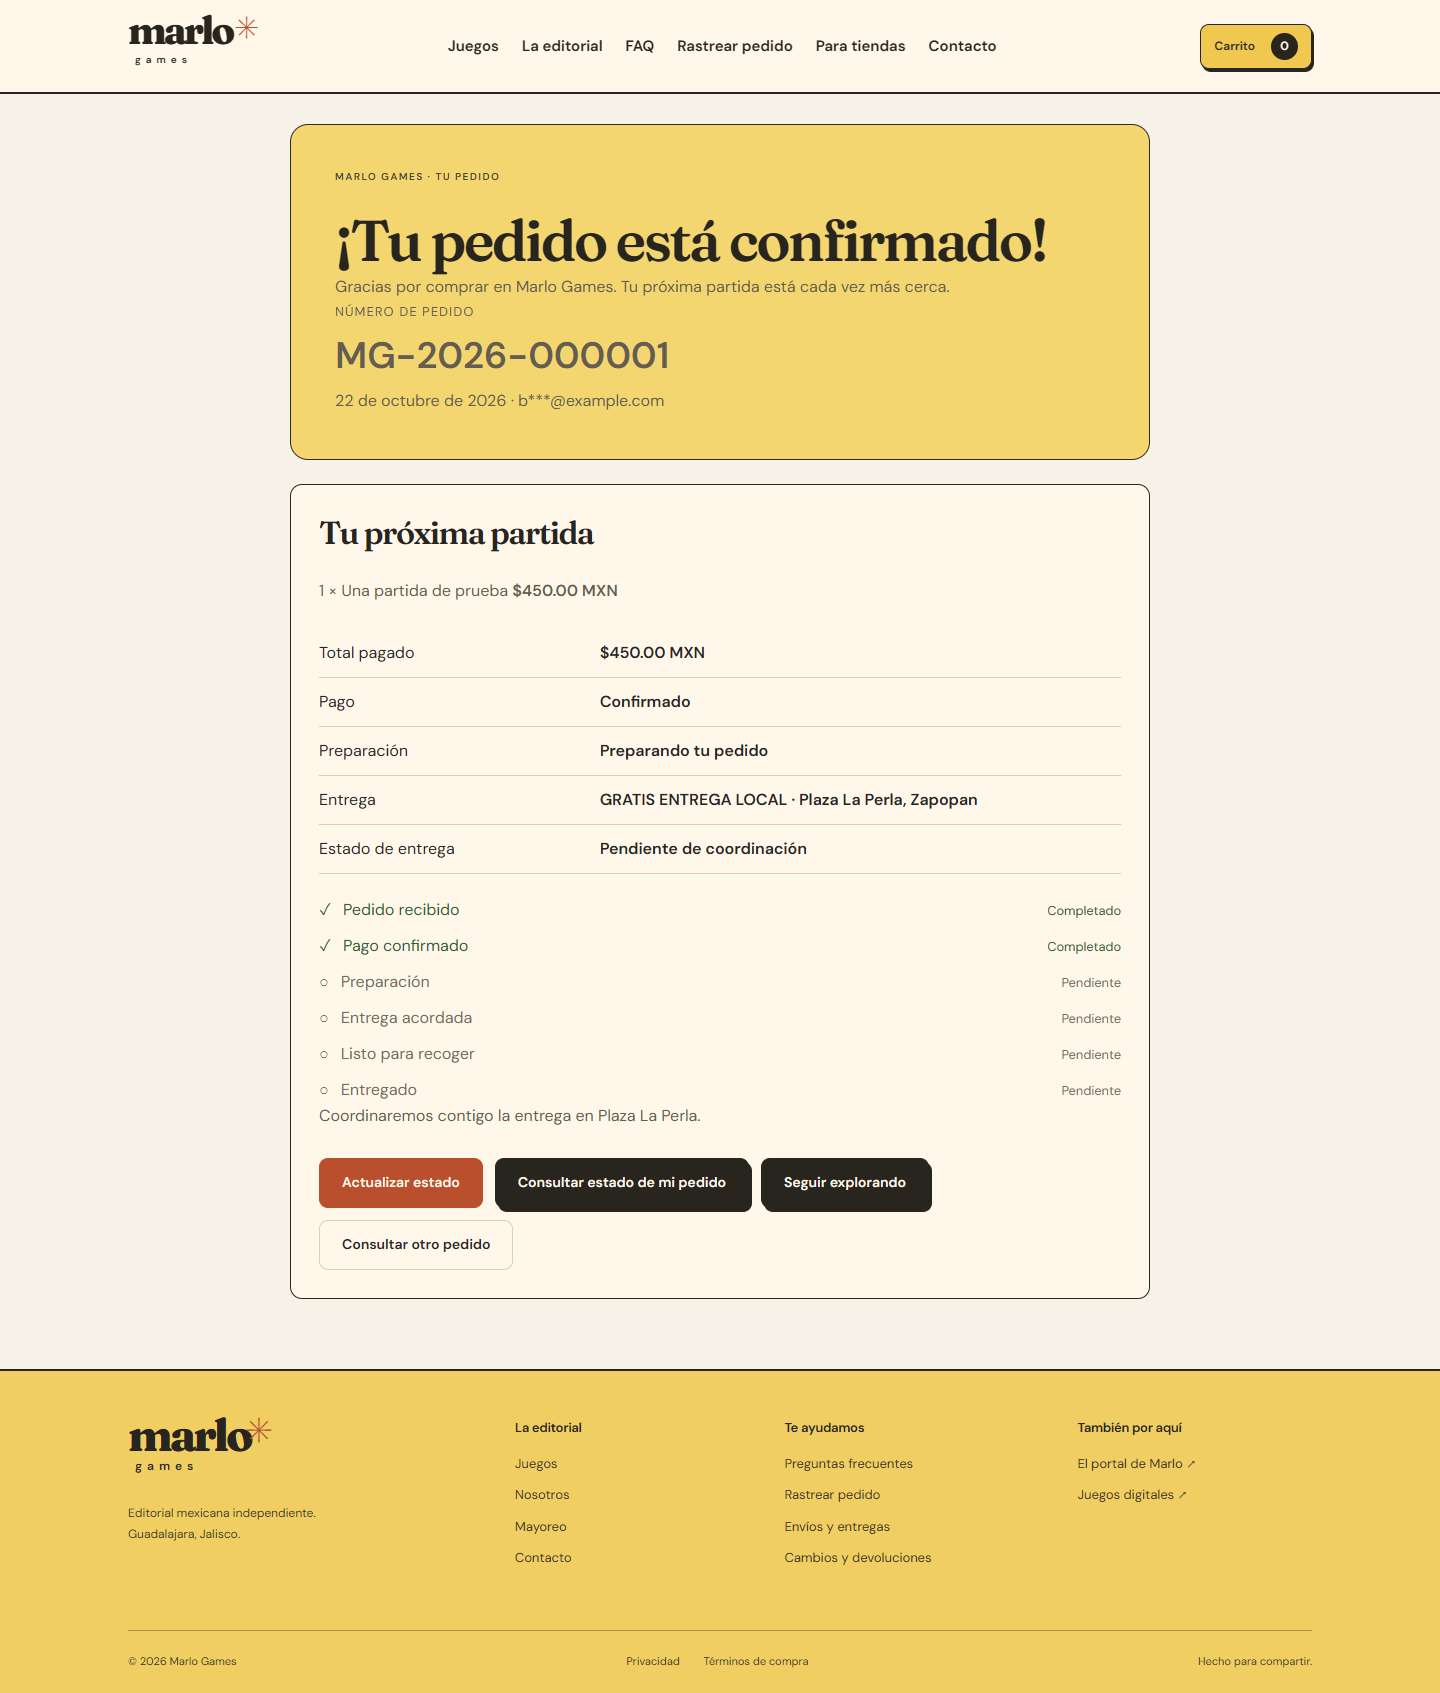 marlo
games
Juegos La editorial FAQ Rastrear pedido Para tiendas Contacto
Carrito 0
MARLO GAMES · TU PEDIDO
¡Tu pedido está confirmado!
Gracias por comprar en Marlo Games. Tu próxima partida está cada vez más cerca.
NÚMERO DE PEDIDO
MG-2026-000001
22 de octubre de 2026 · b***@example.com
Tu próxima partida
1 × Una partida de prueba $450.00 MXN
Total pagado $450.00 MXN
Pago Confirmado
Preparación Preparando tu pedido
Entrega GRATIS ENTREGA LOCAL · Plaza La Perla, Zapopan
Estado de entrega Pendiente de coordinación
✓ Pedido recibido Completado
✓ Pago confirmado Completado
○ Preparación Pendiente
○ Entrega acordada Pendiente
○ Listo para recoger Pendiente
○ Entregado Pendiente
Coordinaremos contigo la entrega en Plaza La Perla.
Actualizar estado Consultar estado de mi pedido Seguir explorando
Consultar otro pedido
marlo
games
Editorial mexicana independiente.
Guadalajara, Jalisco.
La editorial
Juegos
Nosotros
Mayoreo
Contacto
Te ayudamos
Preguntas frecuentes
Rastrear pedido
Envíos y entregas
Cambios y devoluciones
También por aquí
El portal de Marlo ↗
Juegos digitales ↗
© 2026 Marlo Games Privacidad Términos de compra Hecho para compartir.